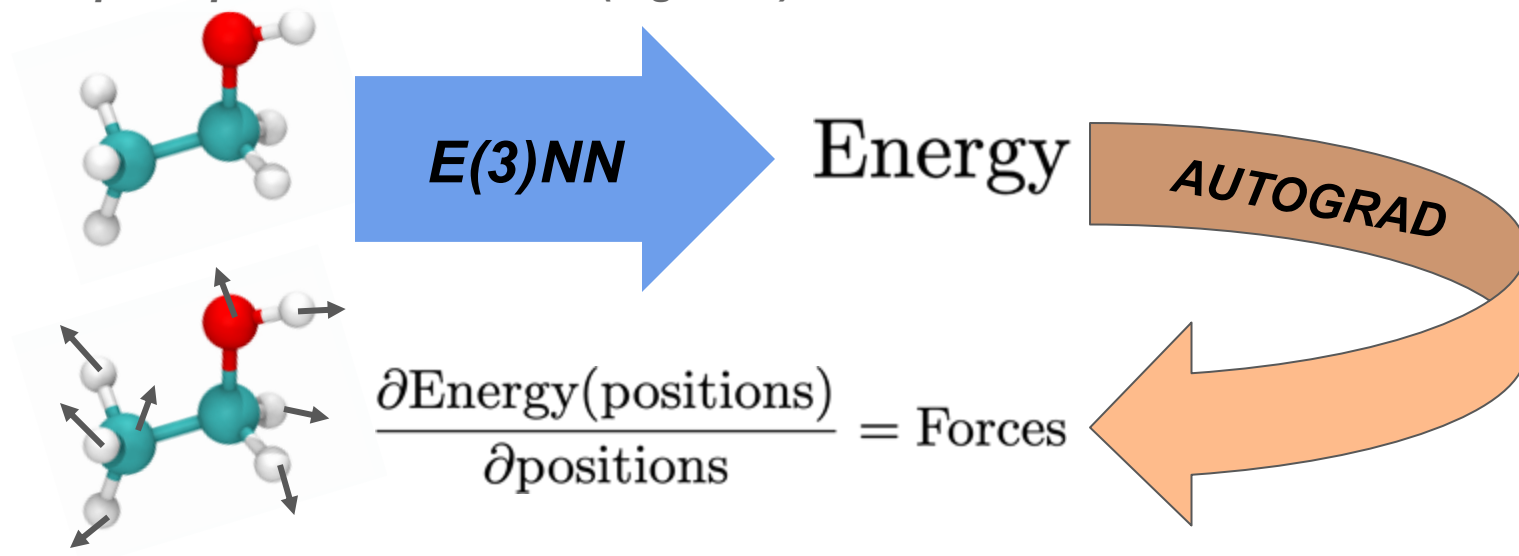 E(3)NN
Energy
AUTOGRAD
∂Energy(positions)
∂positions
= Forces